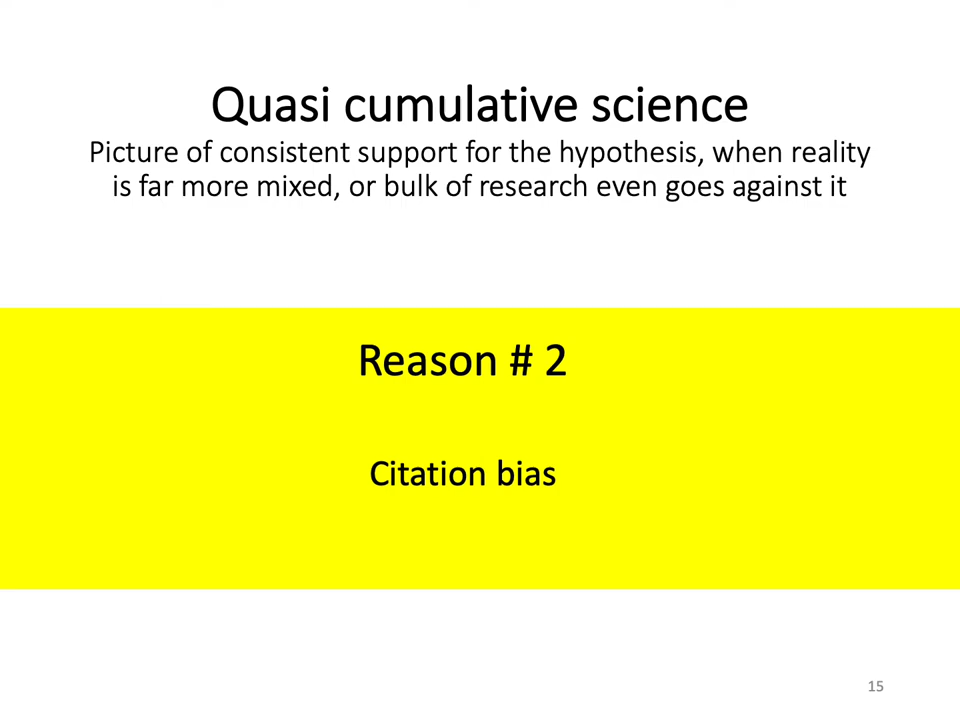 Quasi cumulative science
Picture of consistent support for the hypothesis, when reality
is far more mixed, or bulk of research even goes against it
Reason # 2
Citation bias
15